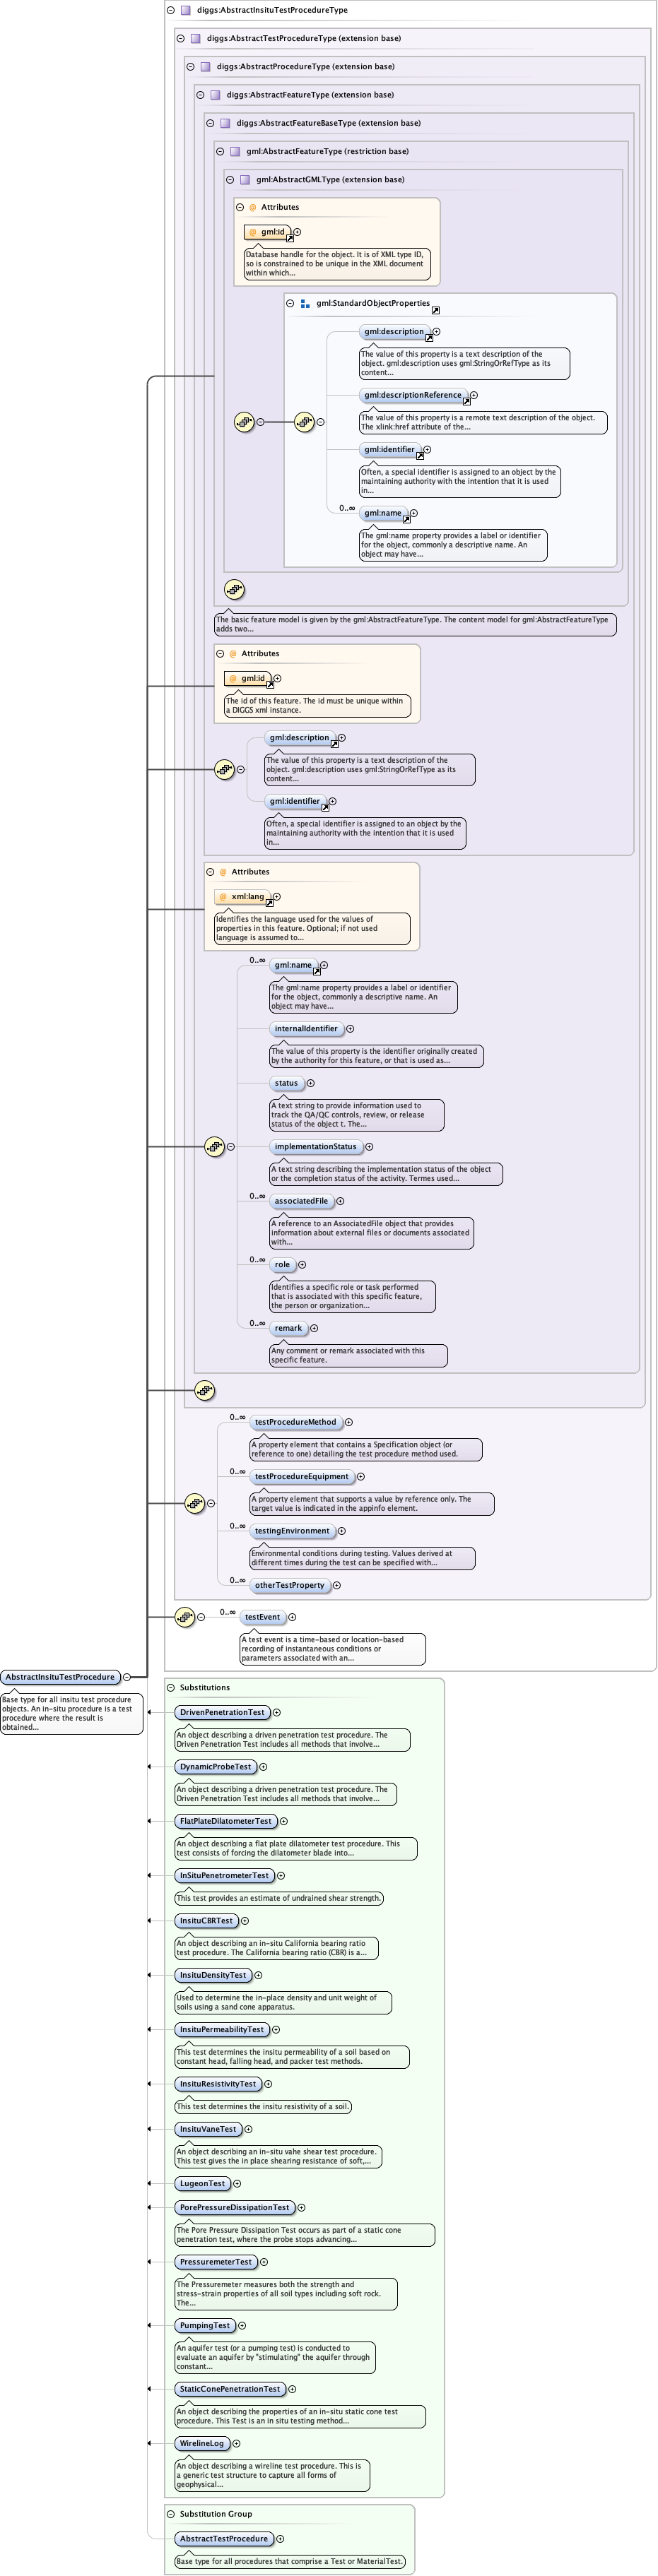 diggs:AbstractInsituTestProcedureType
diggs:AbstractTestProcedureType (extension base)
diggs:AbstractProcedureType (extension base)
diggs:AbstractFeatureType (extension base)
diggs:AbstractFeatureBaseType (extension base)
gml:AbstractFeatureType (restriction base)
gml:AbstractGMLType (extension base)
@ Attributes
@ gml:id
Database handle for the object. It is of XML type ID,
so is constrained to be unique in the XML document
within which...
gml:StandardObjectProperties
gml:description
The value of this property is a text description of the
object. gml:description uses gml:StringOrRefType as its
content...
gml:descriptionReference
The value of this property is a remote text description of the object.
The xlink:href attribute of the...
gml:identifier
Often, a special identifier is assigned to an object by the
maintaining authority with the intention that it is used
in...
0..∞
gml:name
The gml:name property provides a label or identifier
for the object, commonly a descriptive name. An
object may have...
The basic feature model is given by the gml:AbstractFeatureType. The content model for gml:AbstractFeatureType
adds two...
@ Attributes
@ gml:id
The id of this feature. The id must be unique within
a DIGGS xml instance.
gml:description
The value of this property is a text description of the
object. gml:description uses gml:StringOrRefType as its
content...
gml:identifier
Often, a special identifier is assigned to an object by the
maintaining authority with the intention that it is used
in...
@ Attributes
@ xml:lang
Identifies the language used for the values of
properties in this feature. Optional; if not used
language is assumed to...
0..∞
gml:name
The gml:name property provides a label or identifier
for the object, commonly a descriptive name. An
object may have...
internalIdentifier
The value of this property is the identifier originally created
by the authority for this feature, or that is used as...
status
A text string to provide information used to
track the QA/QC controls, review, or release
status of the object t. The...
implementationStatus
A text string describing the implementation status of the object
or the completion status of the activity. Termes used...
0..∞
associatedFile
A reference to an AssociatedFile object that provides
information about external files or documents associated
with...
0..∞
role
Identifies a specific role or task performed
that is associated with this specific feature,
the person or organization...
0..∞
remark
Any comment or remark associated with this
specific feature.
0..∞
testProcedureMethod
A property element that contains a Specification object (or
reference to one) detailing the test procedure method used.
0..∞
testProcedureEquipment
A property element that supports a value by reference only. The
target value is indicated in the appinfo element.
0..∞
testingEnvironment
Environmental conditions during testing. Values derived at
different times during the test can be specified with...
0..∞
otherTestProperty
0..∞
testEvent
A test event is a time-based or location-based
recording of instantaneous conditions or
parameters associated with an...
AbstractInsituTestProcedure
Base type for all insitu test procedure
objects. An in-situ procedure is a test
procedure where the result is
obtained...
Substitutions
DrivenPenetrationTest
An object describing a driven penetration test procedure. The
Driven Penetration Test includes all methods that involve...
DynamicProbeTest
An object describing a driven penetration test procedure. The
Driven Penetration Test includes all methods that involve...
FlatPlateDilatometerTest
An object describing a flat plate dilatometer test procedure. This
test consists of forcing the dilatometer blade into...
InSituPenetrometerTest
This test provides an estimate of undrained shear strength.
InsituCBRTest
An object describing an in-situ California bearing ratio
test procedure. The California bearing ratio (CBR) is a...
InsituDensityTest
Used to determine the in-place density and unit weight of
soils using a sand cone apparatus.
InsituPermeabilityTest
This test determines the insitu permeability of a soil based on
constant head, falling head, and packer test methods.
InsituResistivityTest
This test determines the insitu resistivity of a soil.
InsituVaneTest
An object describing an in-situ vahe shear test procedure.
This test gives the in place shearing resistance of soft,...
LugeonTest
PorePressureDissipationTest
The Pore Pressure Dissipation Test occurs as part of a static cone
penetration test, where the probe stops advancing...
PressuremeterTest
The Pressuremeter measures both the strength and
stress-strain properties of all soil types including soft rock.
The...
PumpingTest
An aquifer test (or a pumping test) is conducted to
evaluate an aquifer by "stimulating" the aquifer through
constant...
StaticConePenetrationTest
An object describing the properties of an in-situ static cone test
procedure. This Test is an in situ testing method...
WirelineLog
An object describing a wireline test procedure. This is
a generic test structure to capture all forms of
geophysical...
Substitution Group
AbstractTestProcedure
Base type for all procedures that comprise a Test or MaterialTest.